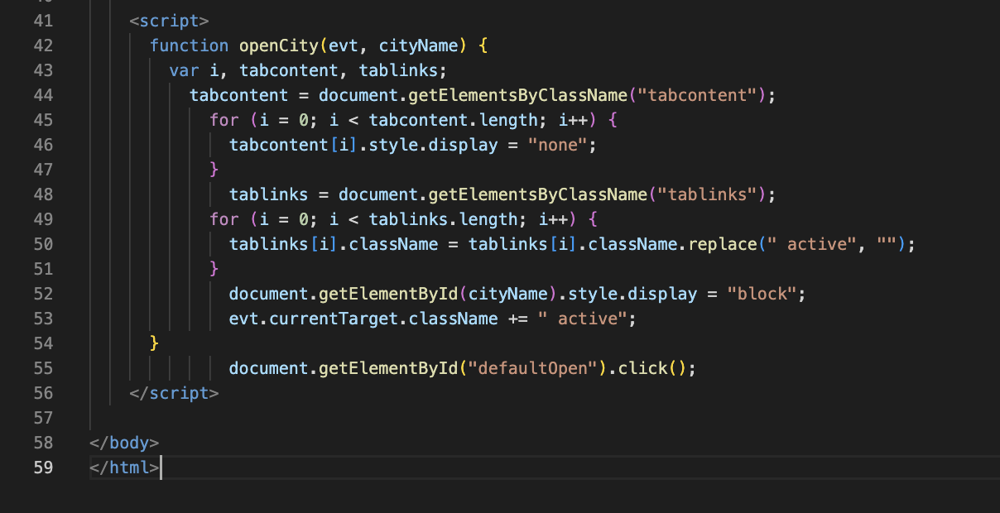 41 <script>
42 function openCity(evt, cityName) {
43 var i, tabcontent, tablinks;
44 tabcontent = document.getElementsByClassName("tabcontent");
45 for (i = 0; i < tabcontent.length; i++) {
46 tabcontent[i].style.display = "none";
47 }
48 tablinks = document.getElementsByClassName("tablinks");
49 for (i = 0; i < tablinks.length; i++) {
50 tablinks[i].className = tablinks[i].className.replace(" active", "");
51 }
52 document.getElementById(cityName).style.display = "block";
53 evt.currentTarget.className += " active";
54 }
55 document.getElementById("defaultOpen").click();
56 </script>
57
58 </body>
59 </html>